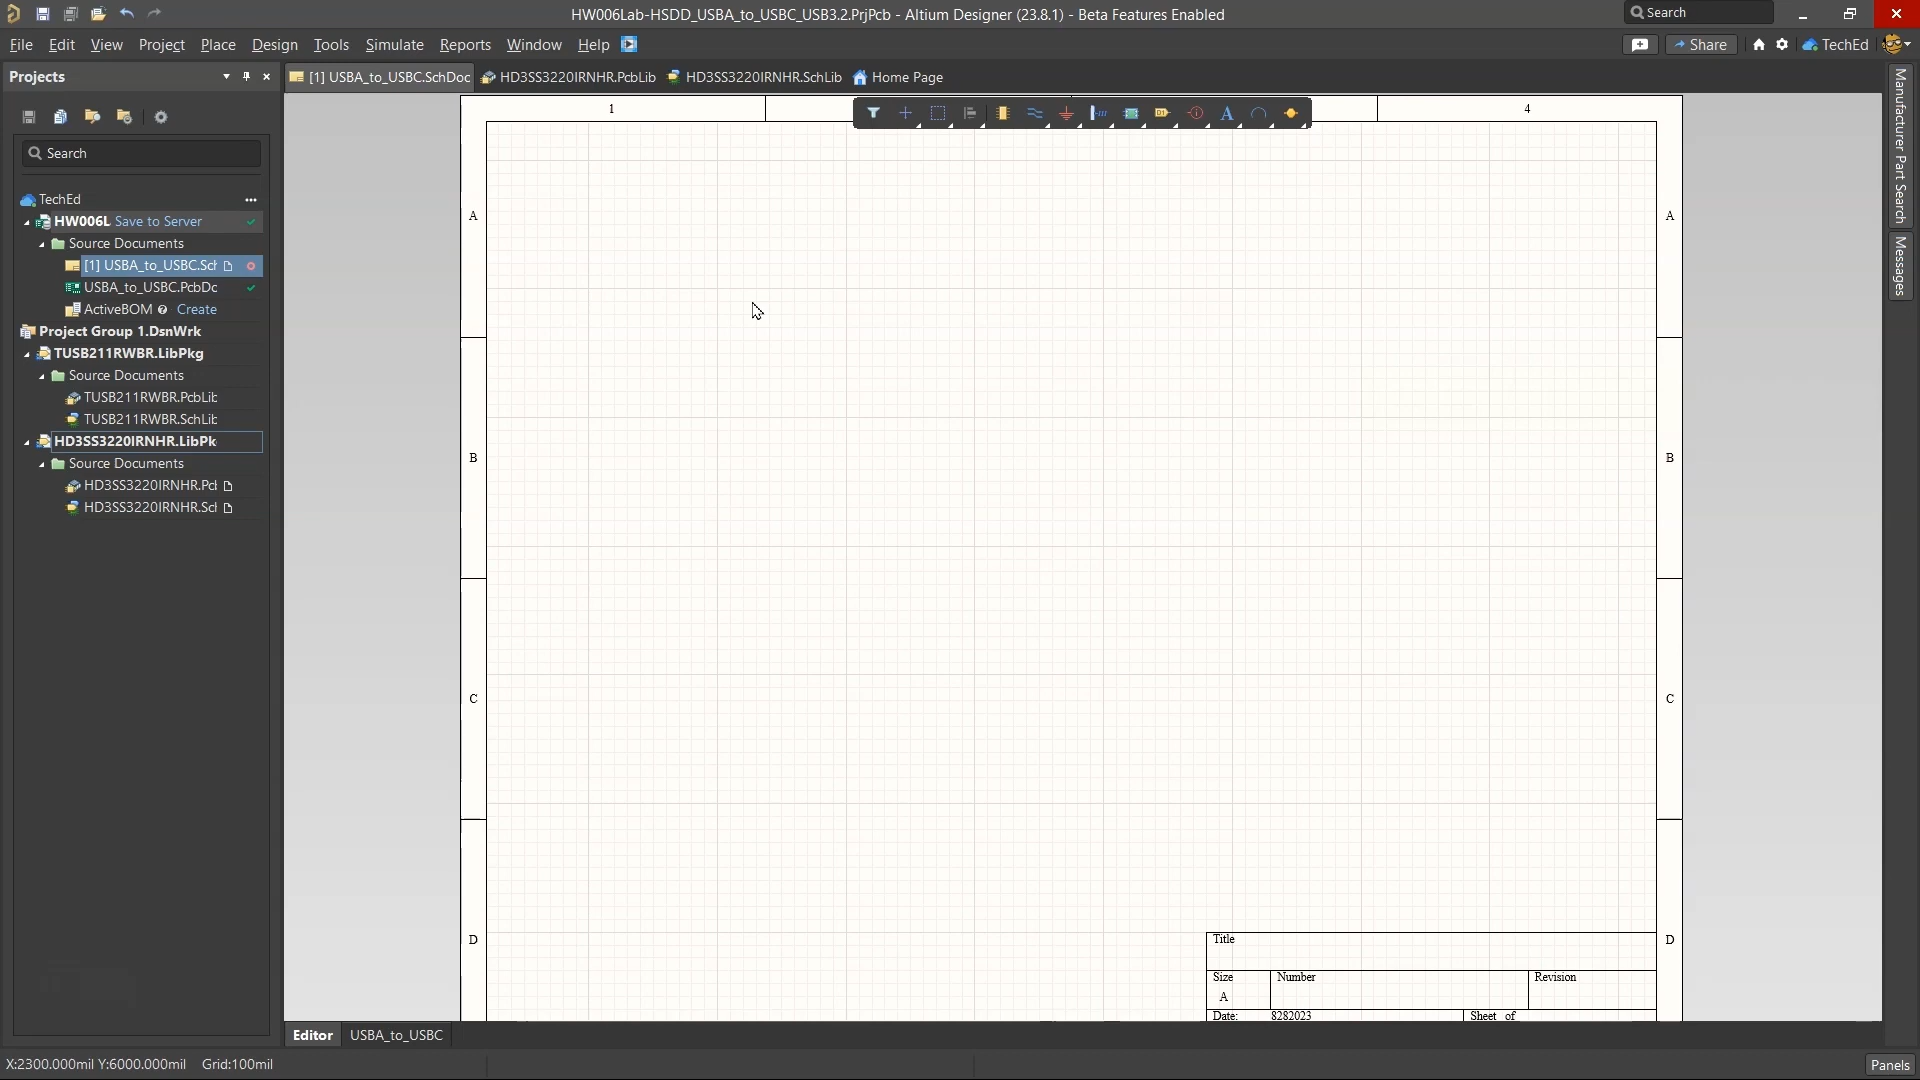 HW006Lab-HSDD_USBA_to_USBC_USB3.2.PrjPcb - Altium Designer (23.8.1) - Beta Features Enabled
Search
File Edit View Project Place Design Tools Simulate Reports Window Help
Share
TechEd
Projects
[1] USBA_to_USBC.SchDoc
HD3SS3220IRNHR.PcbLib
HD3SS3220IRNHR.SchLib
Home Page
Search
TechEd
HW006L Save to Server
Source Documents
[1] USBA_to_USBC.Sch
USBA_to_USBC.PcbDc
ActiveBOM Create
Project Group 1.DsnWrk
TUSB211RWBR.LibPkg
Source Documents
TUSB211RWBR.PcbLib
TUSB211RWBR.SchLib
HD3SS3220IRNHR.LibPk
Source Documents
HD3SS3220IRNHR.Pcb
HD3SS3220IRNHR.Sch
1
4
A
A
B
B
C
C
D
D
Title
Size
Number
Revision
A
Date:
8282023
Sheet of
Manufacturer Part Search
Messages
Editor
USBA_to_USBC
X:2300.000mil Y:6000.000mil Grid:100mil
Panels